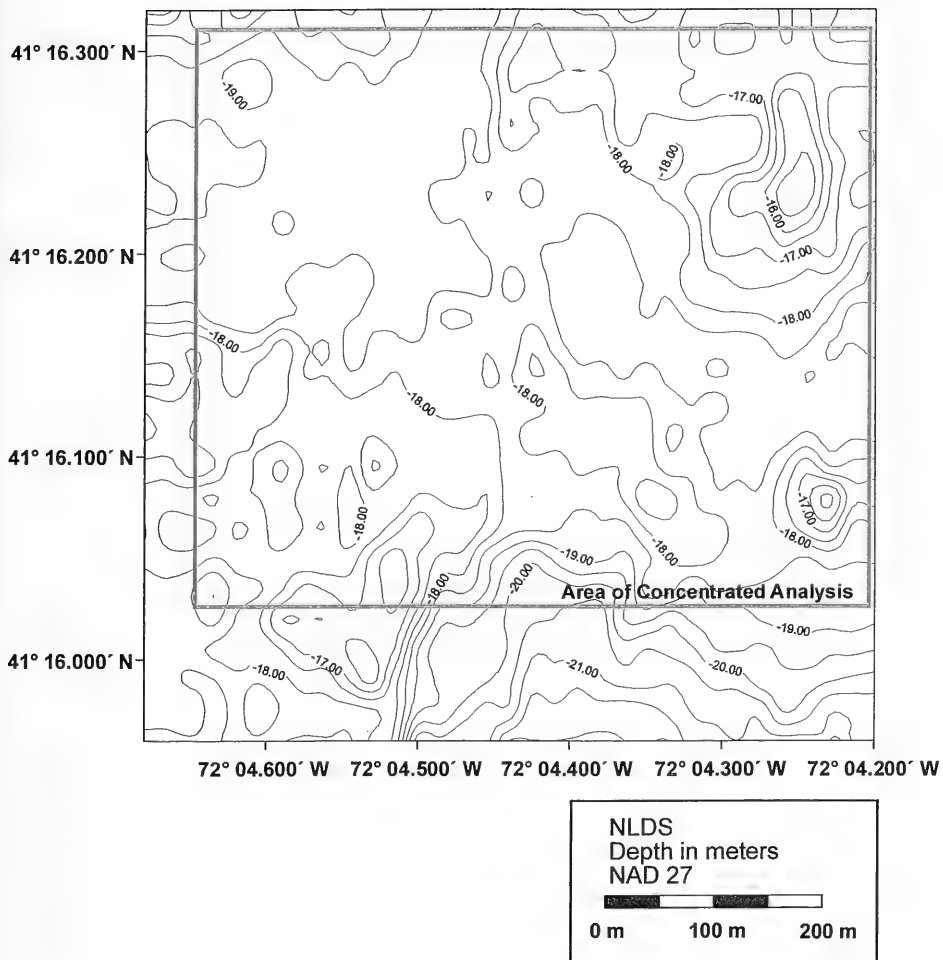 41° 16.300´ N
-19.00
-17.00
-18.00
-18.00
-18.00
41° 16.200´ N
-17.00
-18.00
-18.00
-18.00
-18.00
41° 16.100´ N
-17.00
-18.00
-18.00
-18.00
-19.00
-20.00
-18.00
Area of Concentrated Analysis
-19.00
41° 16.000´ N
-17.00
-18.00
-21.00
-20.00
72° 04.600´ W 72° 04.500´ W 72° 04.400´ W 72° 04.300´ W 72° 04.200´ W
NLDS
Depth in meters
NAD 27
0 m 100 m 200 m